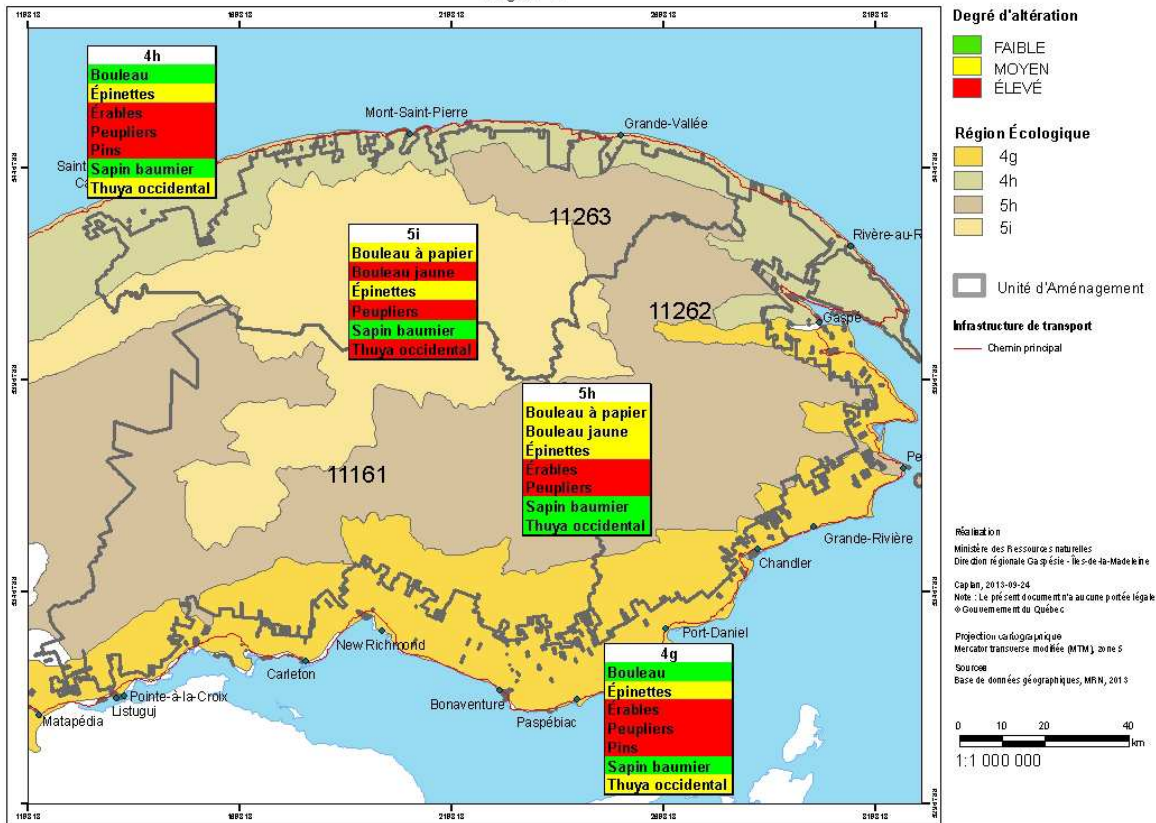 4h
Bouleau
Épinettes
Érables
Peupliers
Pins
Sapin baumier
Thuya occidental
Mont-Saint-Pierre
Grande-Vallée
Saint
11263
Rivère-au-R
5i
Bouleau à papier
Bouleau jaune
Épinettes
Peupliers
Sapin baumier
Thuya occidental
11262
Gaspé
5h
Bouleau à papier
Bouleau jaune
Épinettes
Érables
Peupliers
Sapin baumier
Thuya occidental
11161
Pe
Grande-Rivière
Chandler
Port-Daniel
New Richmond
Carleton
Bonaventure
Paspébiac
Pointe-à-la-Croix
Listuguj
Matapédia
4g
Bouleau
Épinettes
Érables
Peupliers
Pins
Sapin baumier
Thuya occidental
Degré d'altération
FAIBLE
MOYEN
ÉLEVÉ
Région Écologique
4g
4h
5h
5i
Unité d'Aménagement
Infrastructure de transport
Chemin principal
Réalisation
Ministère des Ressources naturelles
Direction régionale Gaspésie - Îles-de-la-Madeleine
Caplan, 2013-09-24
Note : Le présent document n'a aucune portée légale
© Gouvernement du Québec
Projection cartographique
Mercator transverse modifiée (MTM), zone 5
Sources
Base de données géographiques, MRN, 2013
0 10 20 40
km
1:1 000 000